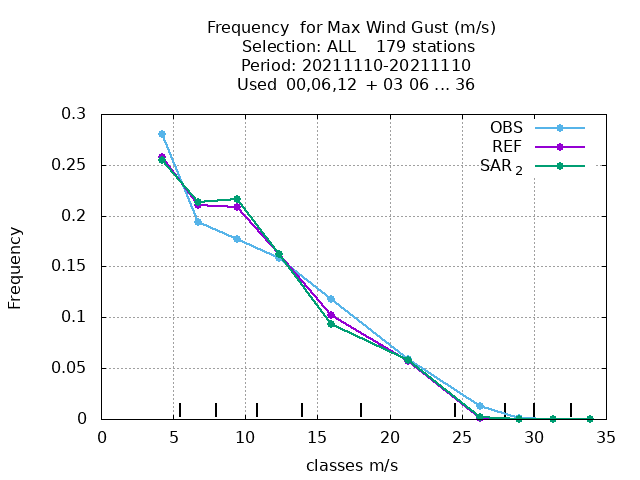 Frequency  for Max Wind Gust (m/s)
Selection: ALL    179 stations
Period: 20211110-20211110
Used  00,06,12  + 03 06 ... 36
OBS
REF
SAR 2
0.3
0.25
0.2
0.15
0.1
0.05
0
Frequency
0 5 10 15 20 25 30 35
classes m/s